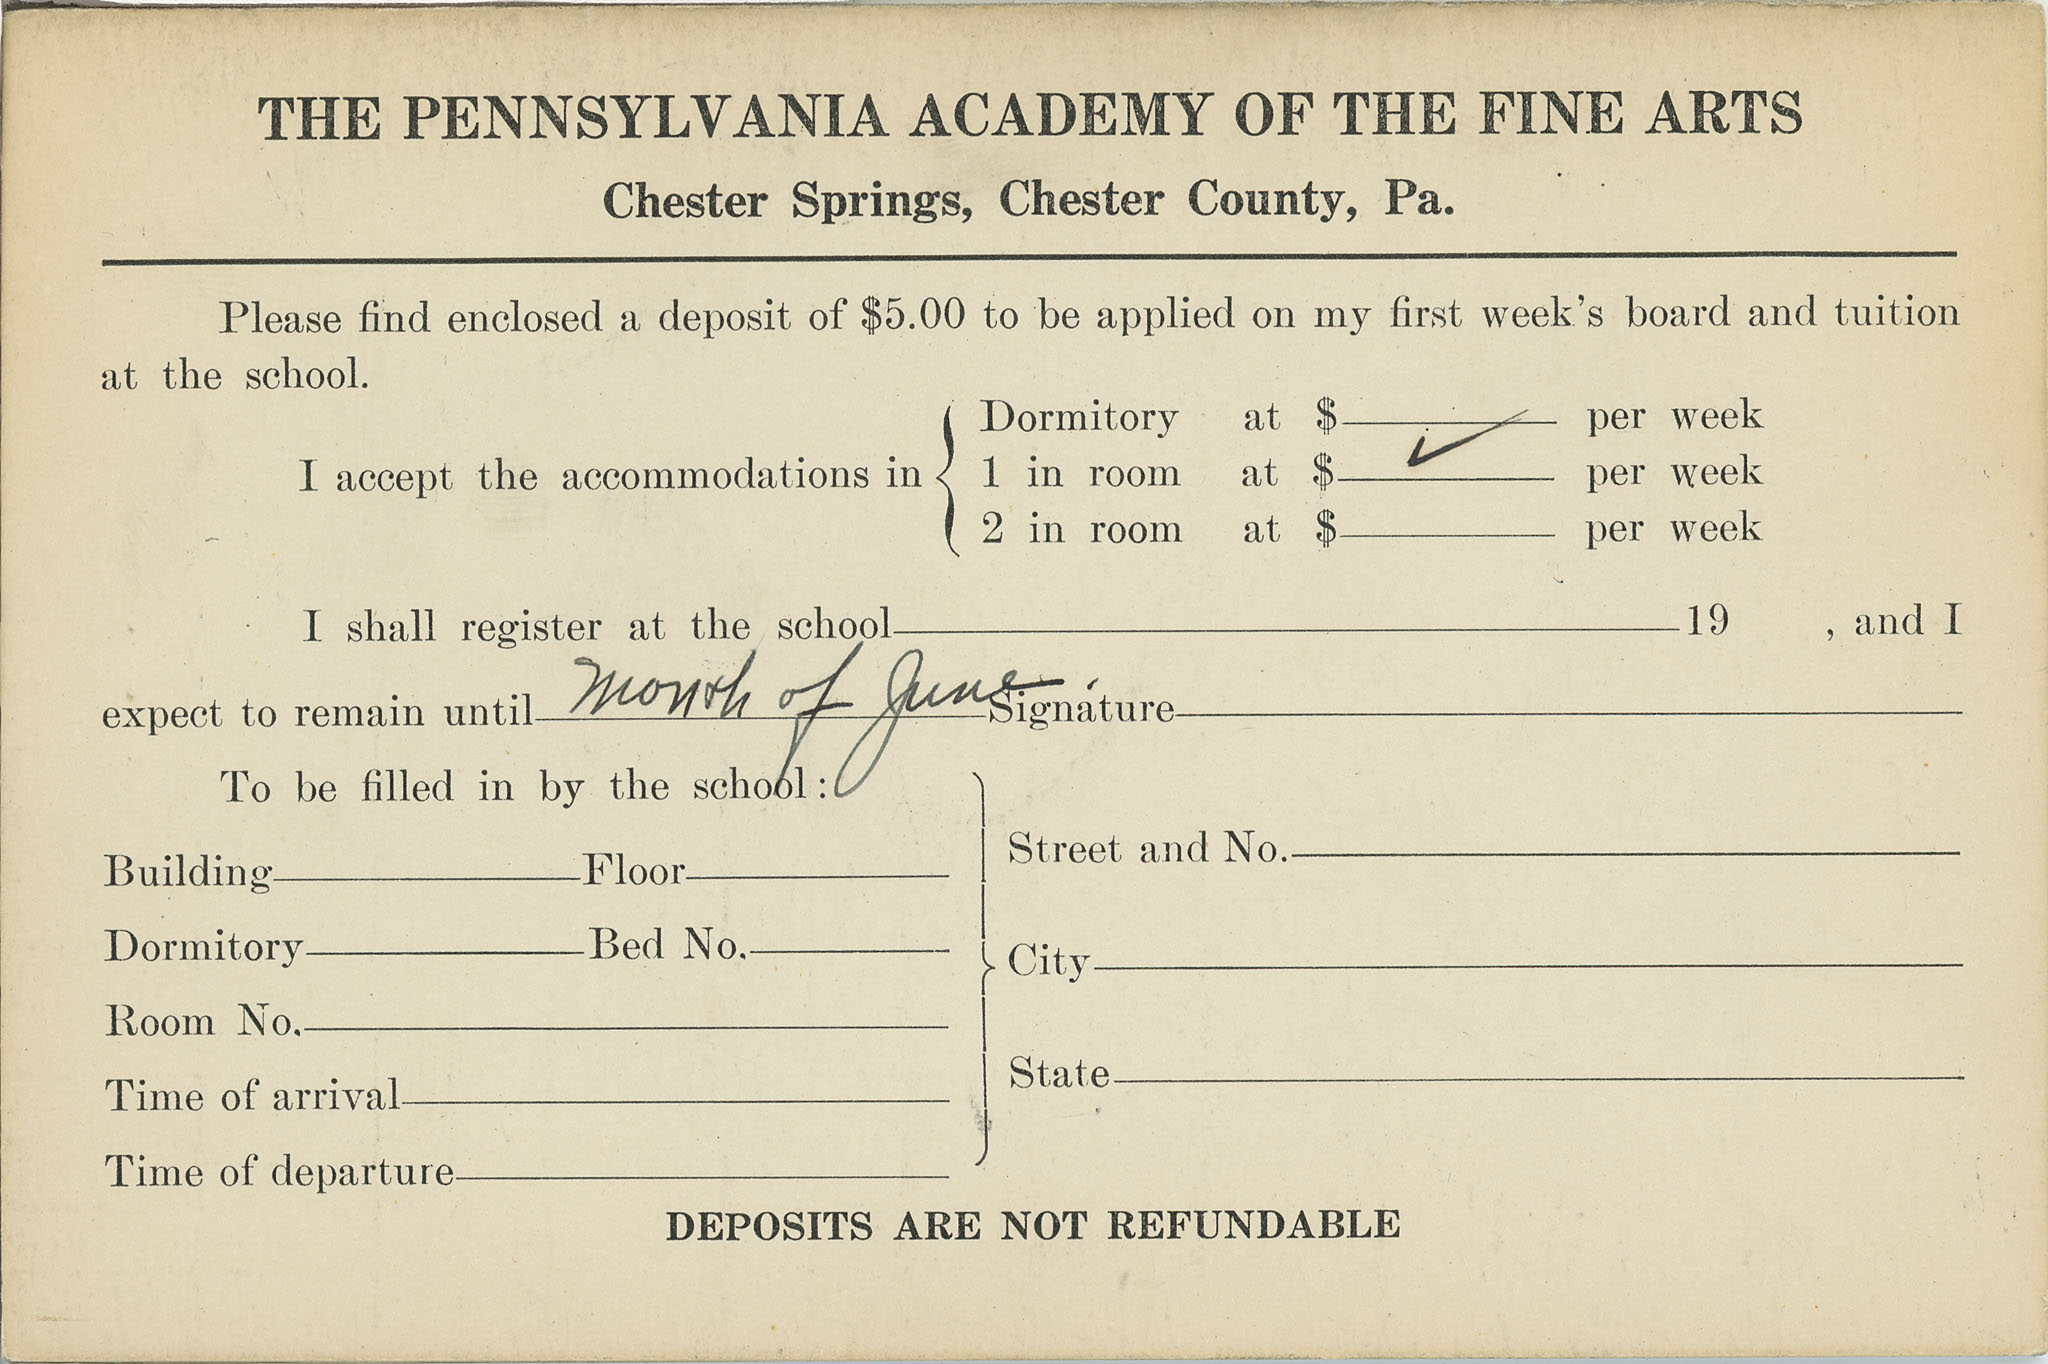 THE PENNSYLVANIA ACADEMY OF THE FINE ARTS
Chester Springs, Chester County, Pa.
Please find enclosed a deposit of $5.00 to be applied on my first week's board and tuition
at the school.
I accept the accommodations in
Dormitory at $ per week
1 in room at $ ✓ per week
2 in room at $ per week
I shall register at the school 19 , and I
expect to remain until Month of June Signature
To be filled in by the school:
Building Floor
Dormitory Bed No.
Room No.
Time of arrival
Time of departure
Street and No.
City
State
DEPOSITS ARE NOT REFUNDABLE